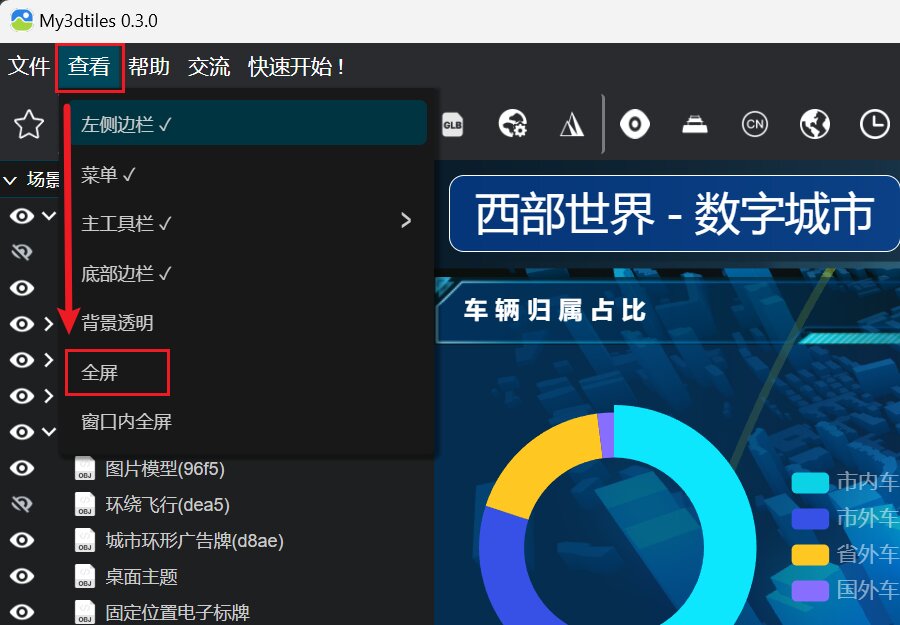 My3dtiles 0.3.0
文件 查看 帮助 交流 快速开始！
左侧边栏 ✓
GLB
CN
菜单 ✓
场景
主工具栏 ✓
西部世界 - 数字城市
底部边栏 ✓
车辆归属占比
背景透明
全屏
窗口内全屏
OBJ 图片模型(96f5)
市内车
OBJ 环绕飞行(dea5)
市外车
OBJ 城市环形广告牌(d8ae)
省外车
OBJ 桌面主题
国外车
OBJ 固定位置电子标牌